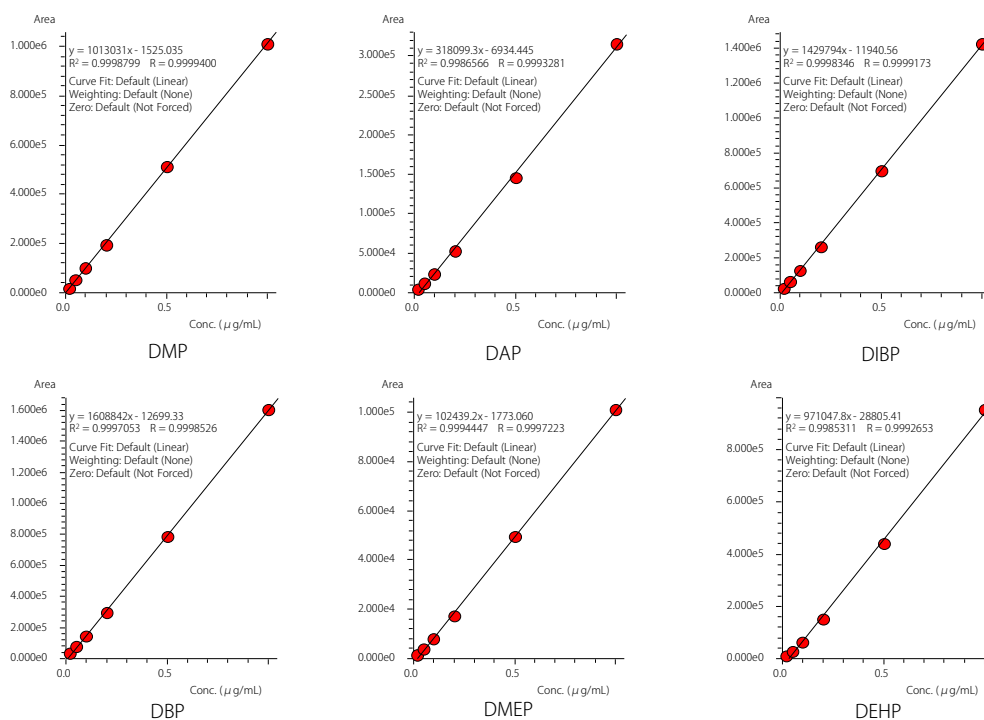 Area
y = 1013031x - 1525.035
R² = 0.9998799 R = 0.9999400
Curve Fit: Default (Linear)
Weighting: Default (None)
Zero: Default (Not Forced)
1.000e6
8.000e5
6.000e5
4.000e5
2.000e5
0.000e0
0.0
0.5
Conc. (μg/mL)
DMP
Area
y = 318099.3x - 6934.445
R² = 0.9986566 R = 0.9993281
Curve Fit: Default (Linear)
Weighting: Default (None)
Zero: Default (Not Forced)
3.000e5
2.500e5
2.000e5
1.500e5
1.000e5
5.000e4
0.000e0
0.0
0.5
Conc. (μg/mL)
DAP
Area
y = 1429794x - 11940.56
R² = 0.9998346 R = 0.9999173
Curve Fit: Default (Linear)
Weighting: Default (None)
Zero: Default (Not Forced)
1.400e6
1.200e6
1.000e6
8.000e5
6.000e5
4.000e5
2.000e5
0.000e0
0.0
0.5
Conc. (μg/mL)
DIBP
Area
y = 1608842x - 12699.33
R² = 0.9997053 R = 0.9998526
Curve Fit: Default (Linear)
Weighting: Default (None)
Zero: Default (Not Forced)
1.600e6
1.400e6
1.200e6
1.000e6
8.000e5
6.000e5
4.000e5
2.000e5
0.000e0
0.0
0.5
Conc. (μg/mL)
DBP
Area
y = 102439.2x - 1773.060
R² = 0.9994447 R = 0.9997223
Curve Fit: Default (Linear)
Weighting: Default (None)
Zero: Default (Not Forced)
1.000e5
8.000e4
6.000e4
4.000e4
2.000e4
0.000e0
0.0
0.5
Conc. (μg/mL)
DMEP
Area
y = 971047.8x - 28805.41
R² = 0.9985311 R = 0.9992653
Curve Fit: Default (Linear)
Weighting: Default (None)
Zero: Default (Not Forced)
8.000e5
6.000e5
4.000e5
2.000e5
0.000e0
0.0
0.5
Conc. (μg/mL)
DEHP